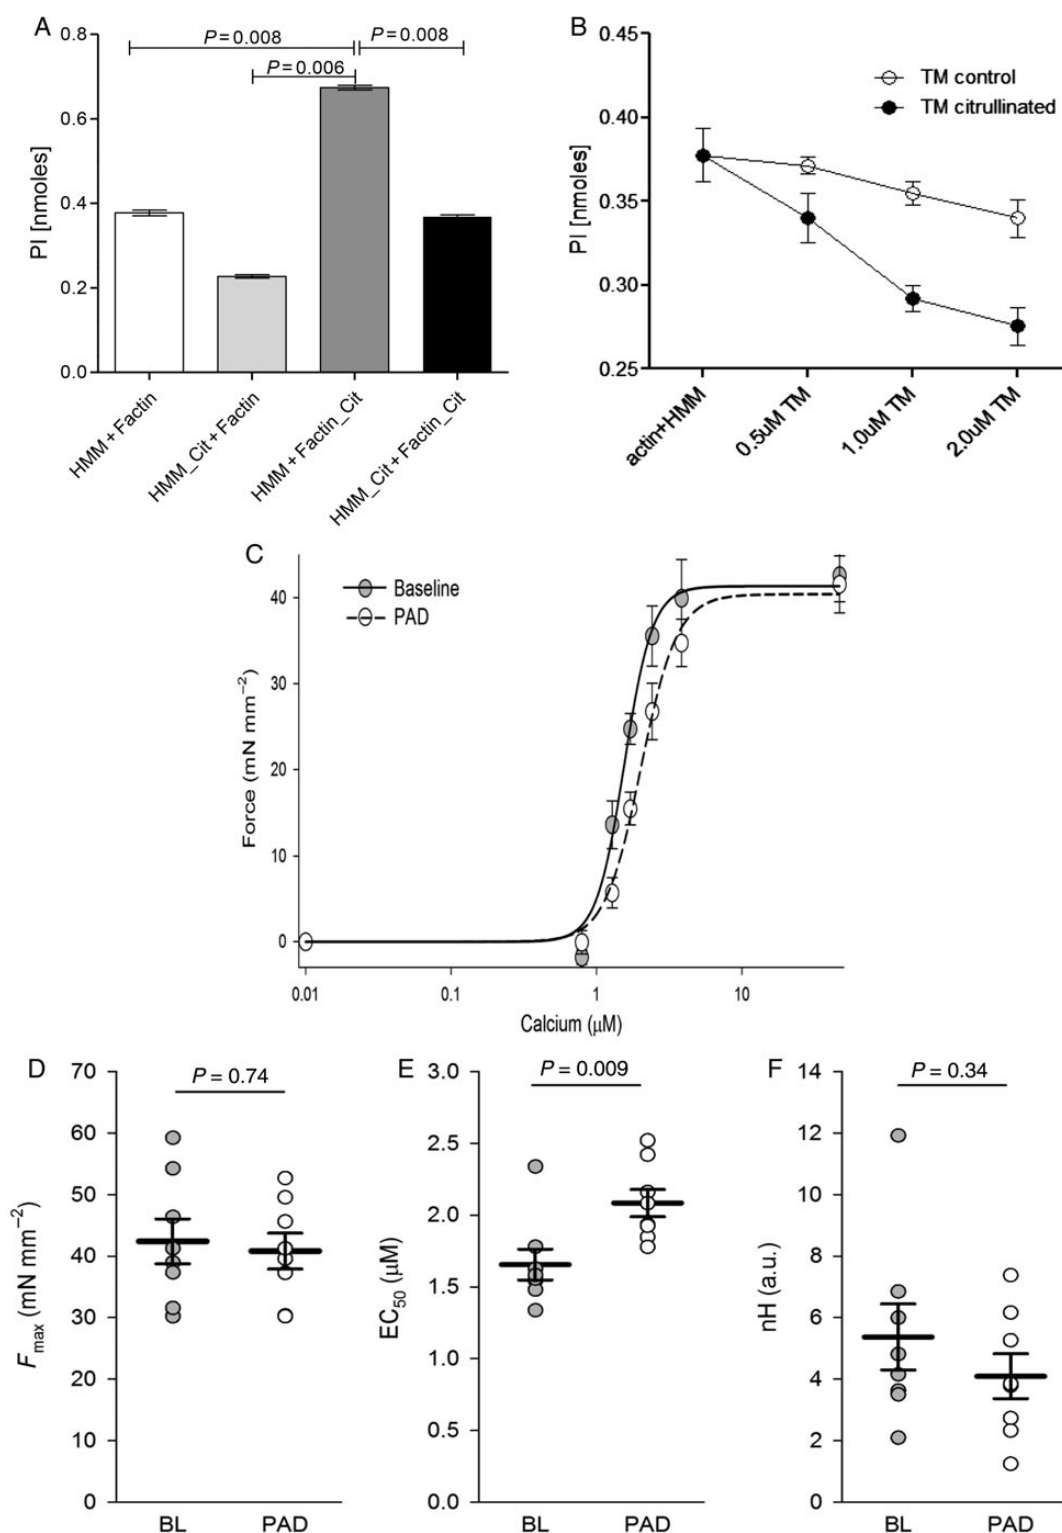 A
P = 0.008
P = 0.008
P = 0.006
0.8
0.6
0.4
0.2
0.0
PI [nmoles]
HMM + Factin
HMM_Cit + Factin
HMM + Factin_Cit
HMM_Cit + Factin_Cit
B
0.45
0.40
0.35
0.30
0.25
PI [nmoles]
TM control
TM citrullinated
actin+HMM
0.5uM TM
1.0uM TM
2.0uM TM
C
Baseline
PAD
40
30
20
10
0
Force (mN mm⁻²)
0.01
0.1
1
10
Calcium (μM)
D
P = 0.74
70
60
50
40
30
20
10
0
Fmax (mN mm⁻²)
BL
PAD
E
P = 0.009
3.0
2.5
2.0
1.5
1.0
0.5
0.0
EC₅₀ (μM)
BL
PAD
F
P = 0.34
14
12
10
8
6
4
2
0
nH (a.u.)
BL
PAD